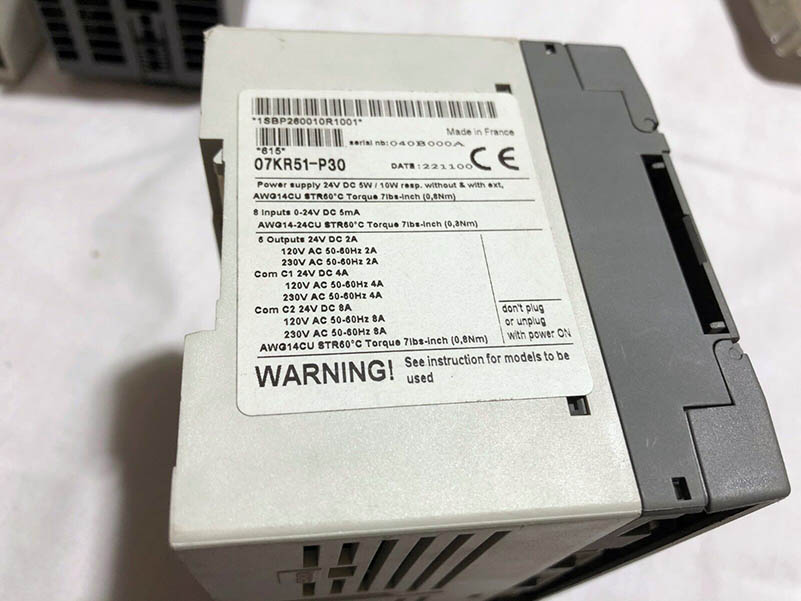 *1SBP260010R1001*
*615*
serial nb: 040B000A
Made in France
07KR51-P30
DATE: 221100 CE
Power supply 24V DC 5W / 10W resp. without & with ext,
AWG14CU STR60°C Torque 7lbs-inch (0,8Nm)
8 Inputs 0-24V DC 5mA
AWG14-24CU STR60°C Torque 7lbs-inch (0,8Nm)
6 Outputs 24V DC 2A
120V AC 50-60Hz 2A
230V AC 50-60Hz 2A
Com C1 24V DC 4A
120V AC 50-60Hz 4A
230V AC 50-60Hz 4A
Com C2 24V DC 8A
120V AC 50-60Hz 8A
230V AC 50-60Hz 8A
AWG14CU STR60°C Torque 7lbs-inch (0,8Nm)
don't plug
or unplug
with power ON
WARNING! See instruction for models to be
used